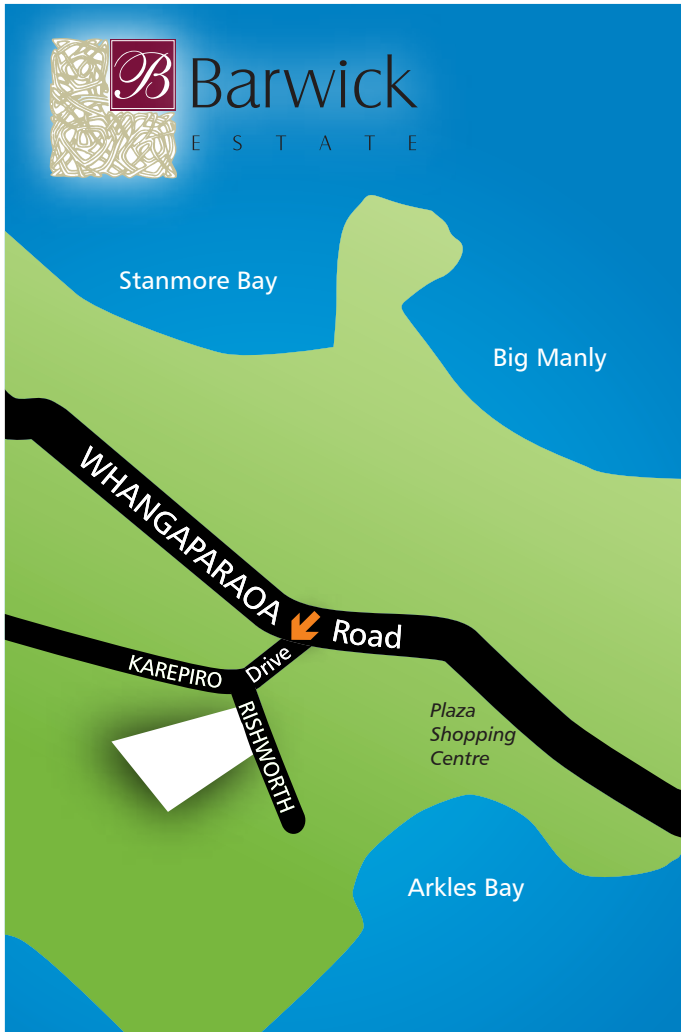 B
Barwick
ESTATE
Stanmore Bay
Big Manly
WHANGAPARAOA Road
KAREPIRO Drive
RISHWORTH
Plaza
Shopping
Centre
Arkles Bay